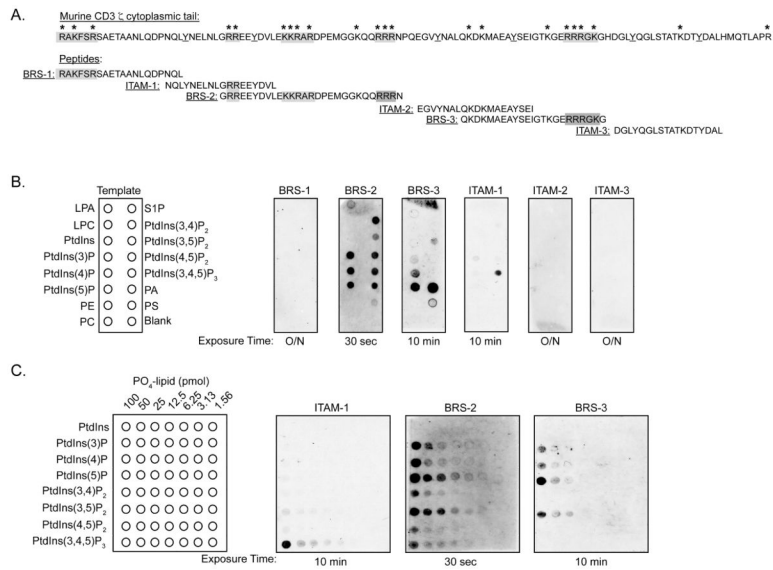 A.
Murine CD3 ζ cytoplasmic tail:
* * * * ** *** * *** * * *** * * *
RAKFSRSAETAANLQDPNQLYNELNLGRREEYDVLEKKRARDPEMGGKQQRRRNPQEGVYNALQKDKMAEAYSEIGTKGERRRGKGHDGLYQGLSTATKDTYDALHMQTLAPR
Peptides:
BRS-1: RAKFSRSAETAANLQDPNQL
ITAM-1: NQLYNELNLGRREEYDVL
BRS-2: GRREEYDVLEKKRARDPEMGGKQQRRRN
ITAM-2: EGVYNALQKDKMAEAYSEI
BRS-3: QKDKMAEAYSEIGTKGERRRGKG
ITAM-3: DGLYQGLSTATKDTYDAL
B.
Template
LPA S1P
LPC PtdIns(3,4)P2
PtdIns PtdIns(3,5)P2
PtdIns(3)P PtdIns(4,5)P2
PtdIns(4)P PtdIns(3,4,5)P3
PtdIns(5)P PA
PE PS
PC Blank
BRS-1 BRS-2 BRS-3 ITAM-1 ITAM-2 ITAM-3
Exposure Time: O/N 30 sec 10 min 10 min O/N O/N
C.
PO4-lipid (pmol)
100 50 25 12.5 6.25 3.13 1.56
PtdIns
PtdIns(3)P
PtdIns(4)P
PtdIns(5)P
PtdIns(3,4)P2
PtdIns(3,5)P2
PtdIns(4,5)P2
PtdIns(3,4,5)P3
ITAM-1 BRS-2 BRS-3
Exposure Time: 10 min 30 sec 10 min